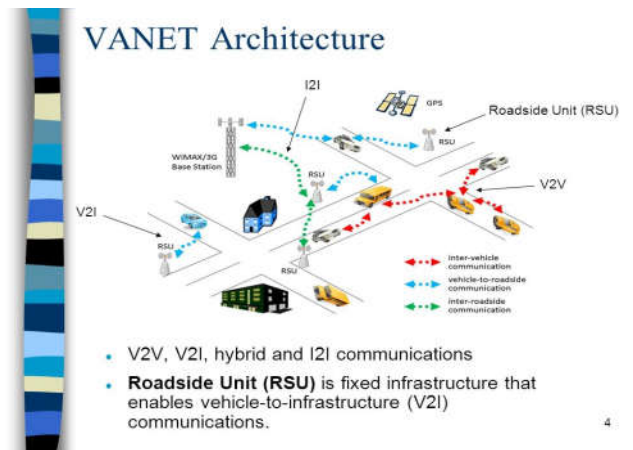 VANET Architecture
I2I
GPS
Roadside Unit (RSU)
RSU
WiMAX/3G
Base Station
RSU
V2V
V2I
RSU
RSU
inter-vehicle
communication
vehicle-to-roadside
communication
inter-roadside
communication
• V2V, V2I, hybrid and I2I communications
• Roadside Unit (RSU) is fixed infrastructure that
enables vehicle-to-infrastructure (V2I)
communications.
4